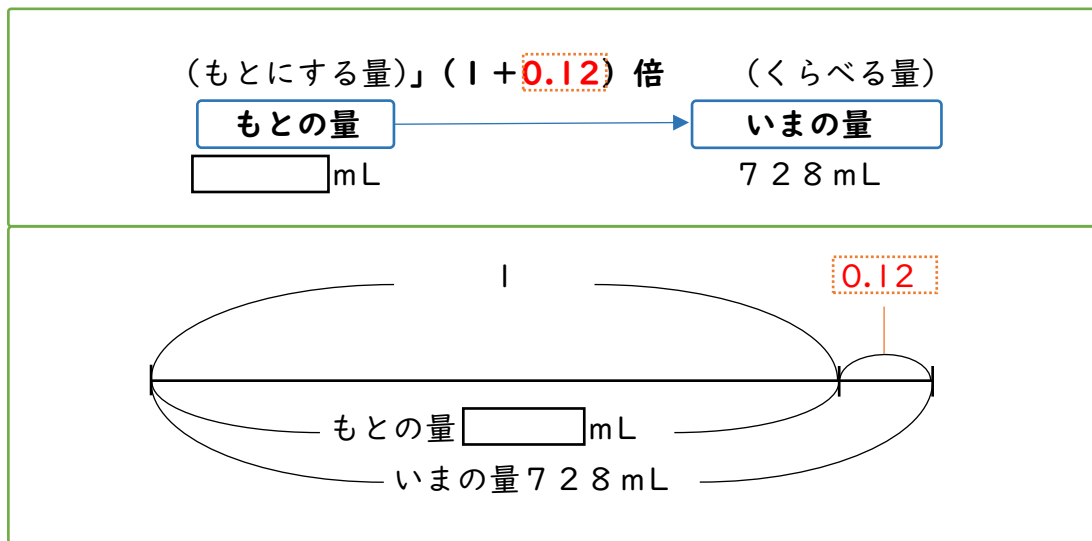 (もとにする量)」(1+0.12) 倍 (くらべる量)
もとの量 いまの量
mL 728mL
1 0.12
もとの量 mL
いまの量728mL